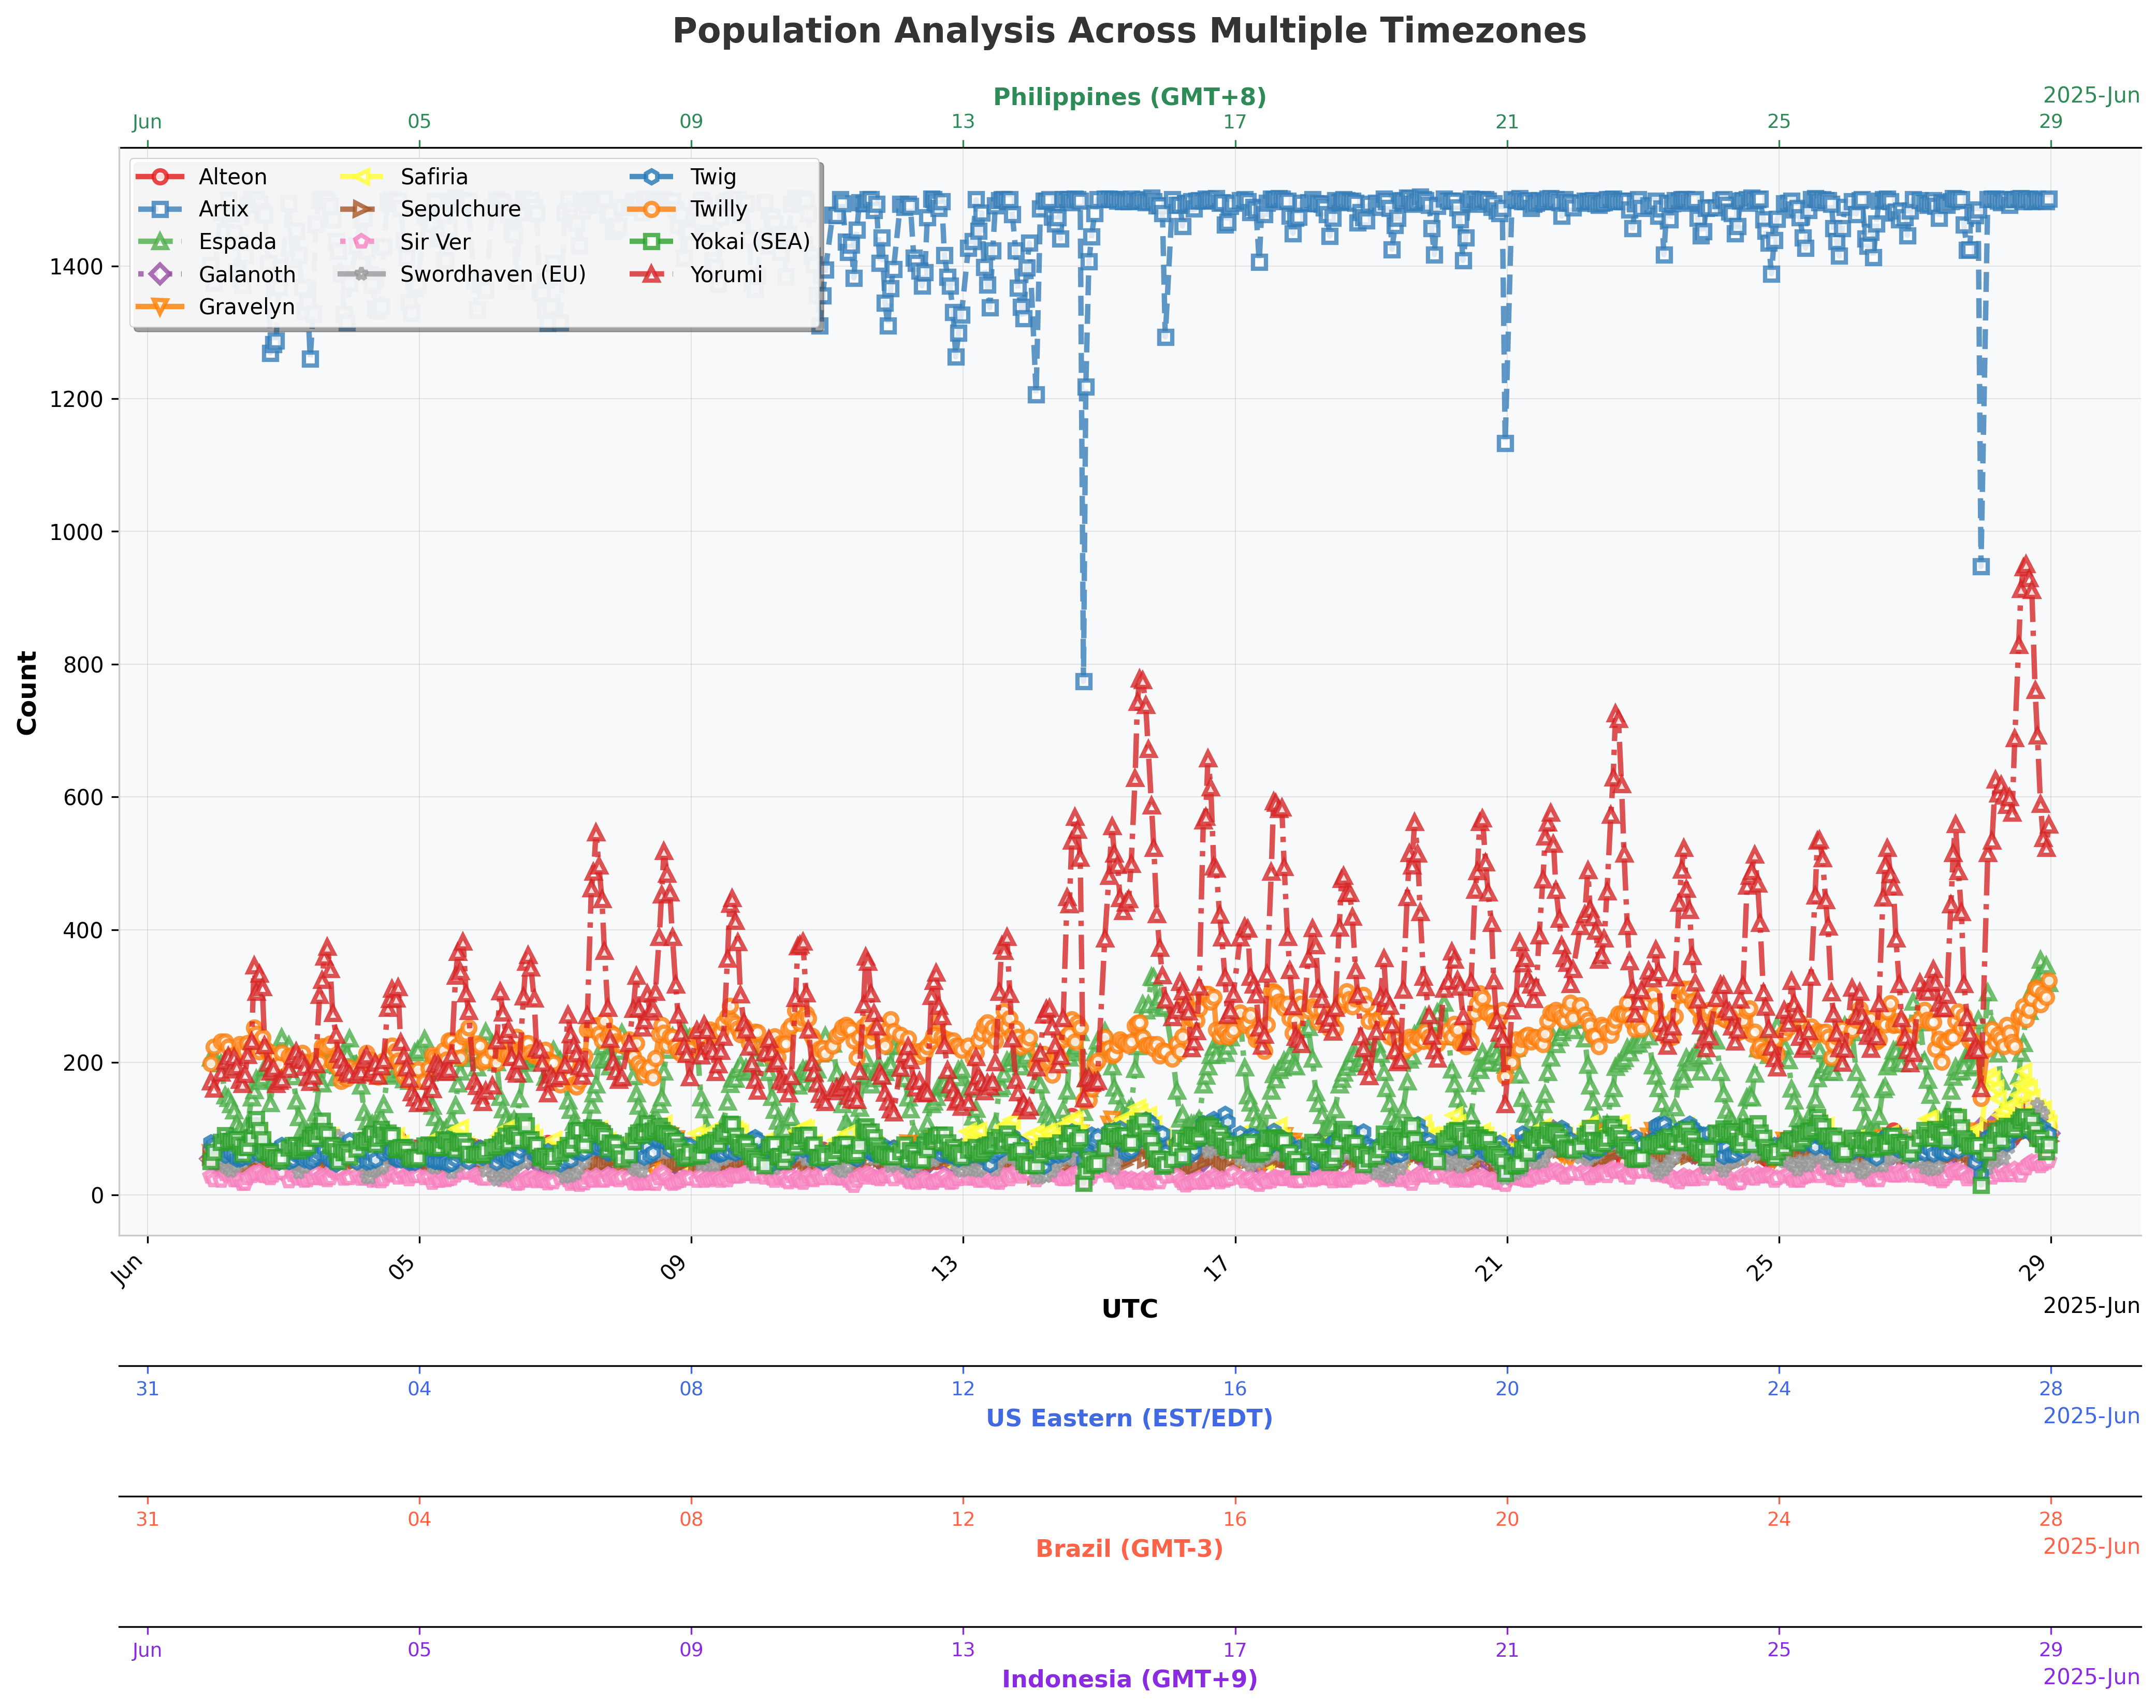 Population Analysis Across Multiple Timezones
Philippines (GMT+8)
2025-Jun
Jun 05 09 13 17 21 25 29
Alteon Safiria Twig
Artix Sepulchure Twilly
Espada Sir Ver Yokai (SEA)
Galanoth Swordhaven (EU) Yorumi
Gravelyn
1400
1200
1000
800
600
400
200
0
Count
Jun 05 09 13 17 21 25 29
UTC
2025-Jun
31 04 08 12 16 20 24 28
US Eastern (EST/EDT)
2025-Jun
31 04 08 12 16 20 24 28
Brazil (GMT-3)
2025-Jun
Jun 05 09 13 17 21 25 29
Indonesia (GMT+9)
2025-Jun